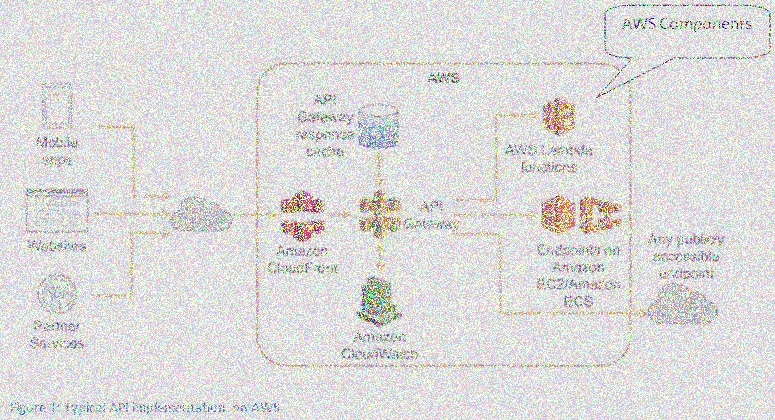 AWS Components
AWS
API
Gateway
response
cache
Mobile
apps
AWS Lambda
functions
API
Gateway
Websites
Amazon
CloudFront
Endpoints on
Amazon
EC2/Amazon
ECS
Any publicly
accessible
endpoint
Partner
Services
Amazon
CloudWatch
Figure 1: Typical API implementation on AWS